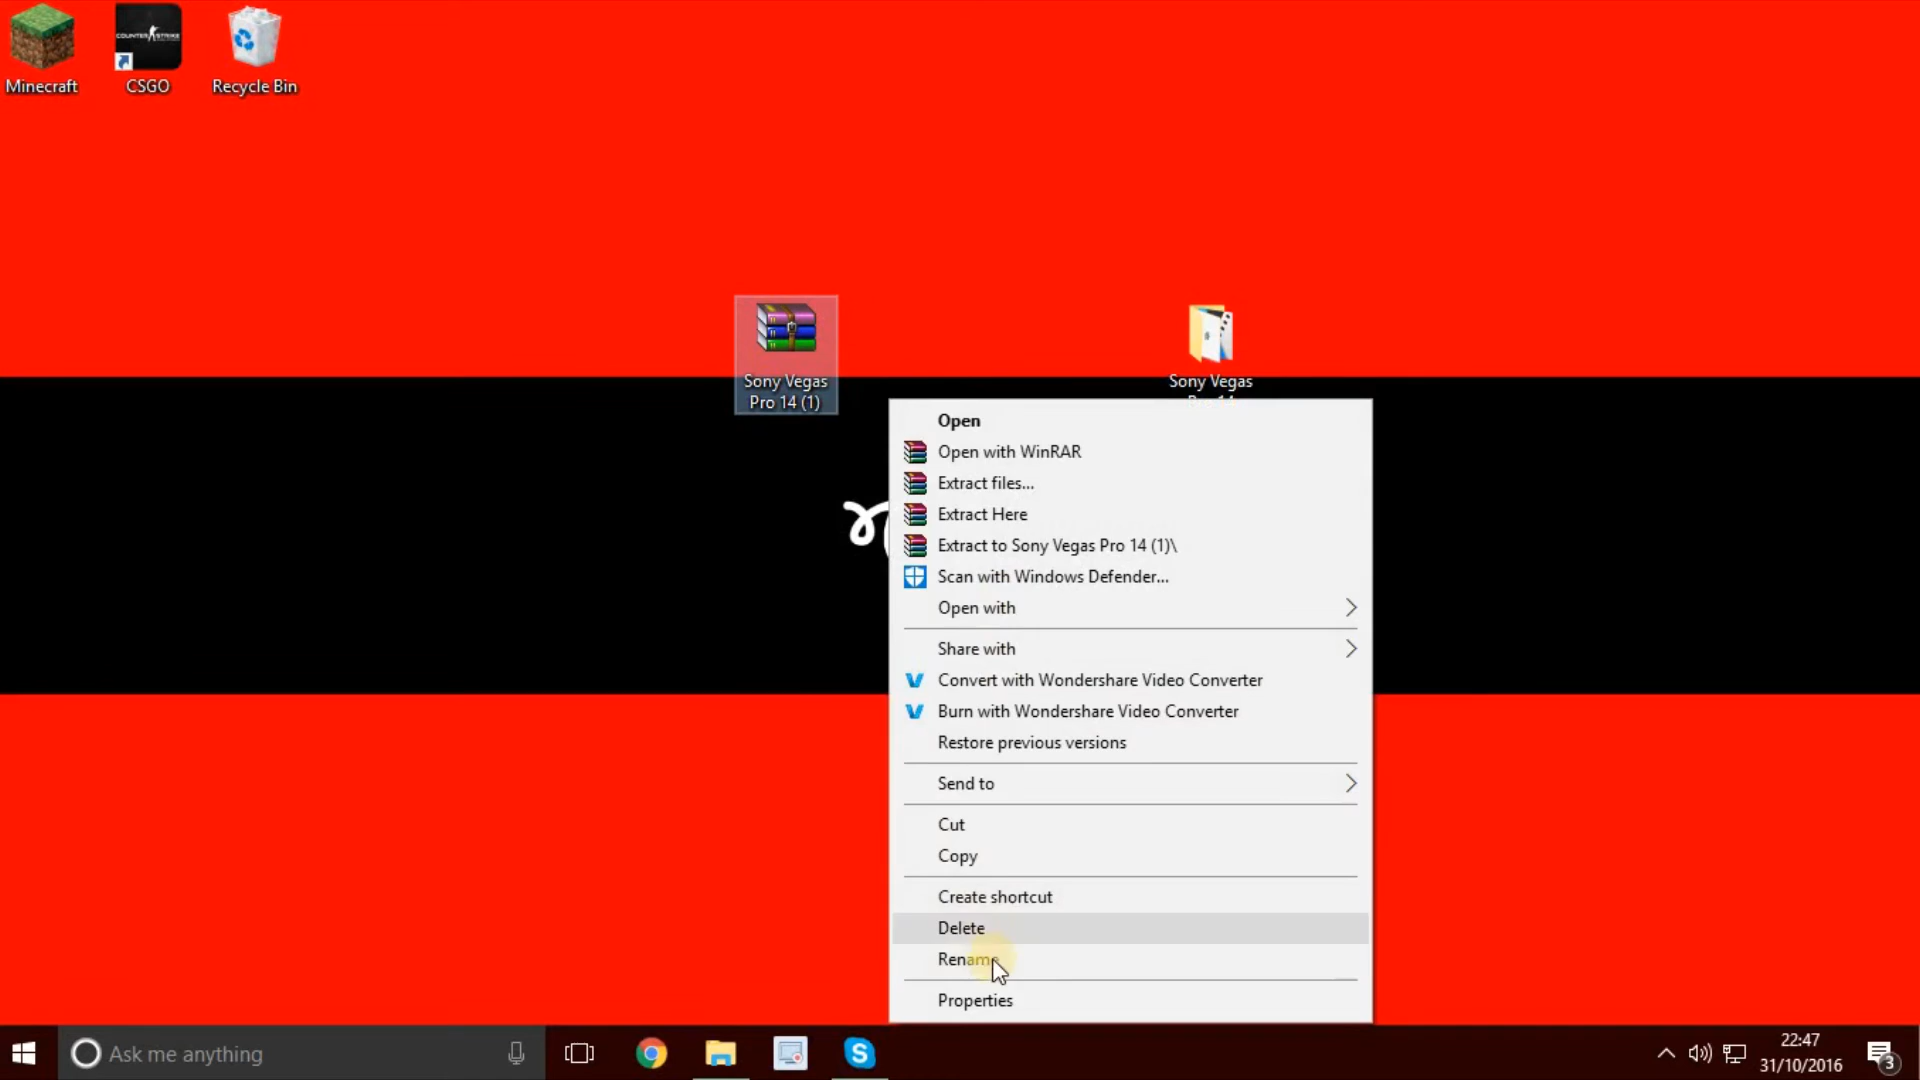 Minecraft
COUNTER STRIKE
CSGO
Recycle Bin
Sony Vegas
Pro 14 (1)
Sony Vegas
Open
Open with WinRAR
Extract files...
Extract Here
Extract to Sony Vegas Pro 14 (1)\
Scan with Windows Defender...
Open with
Share with
Convert with Wondershare Video Converter
Burn with Wondershare Video Converter
Restore previous versions
Send to
Cut
Copy
Create shortcut
Delete
Rename
Properties
Ask me anything
22:47
31/10/2016
3